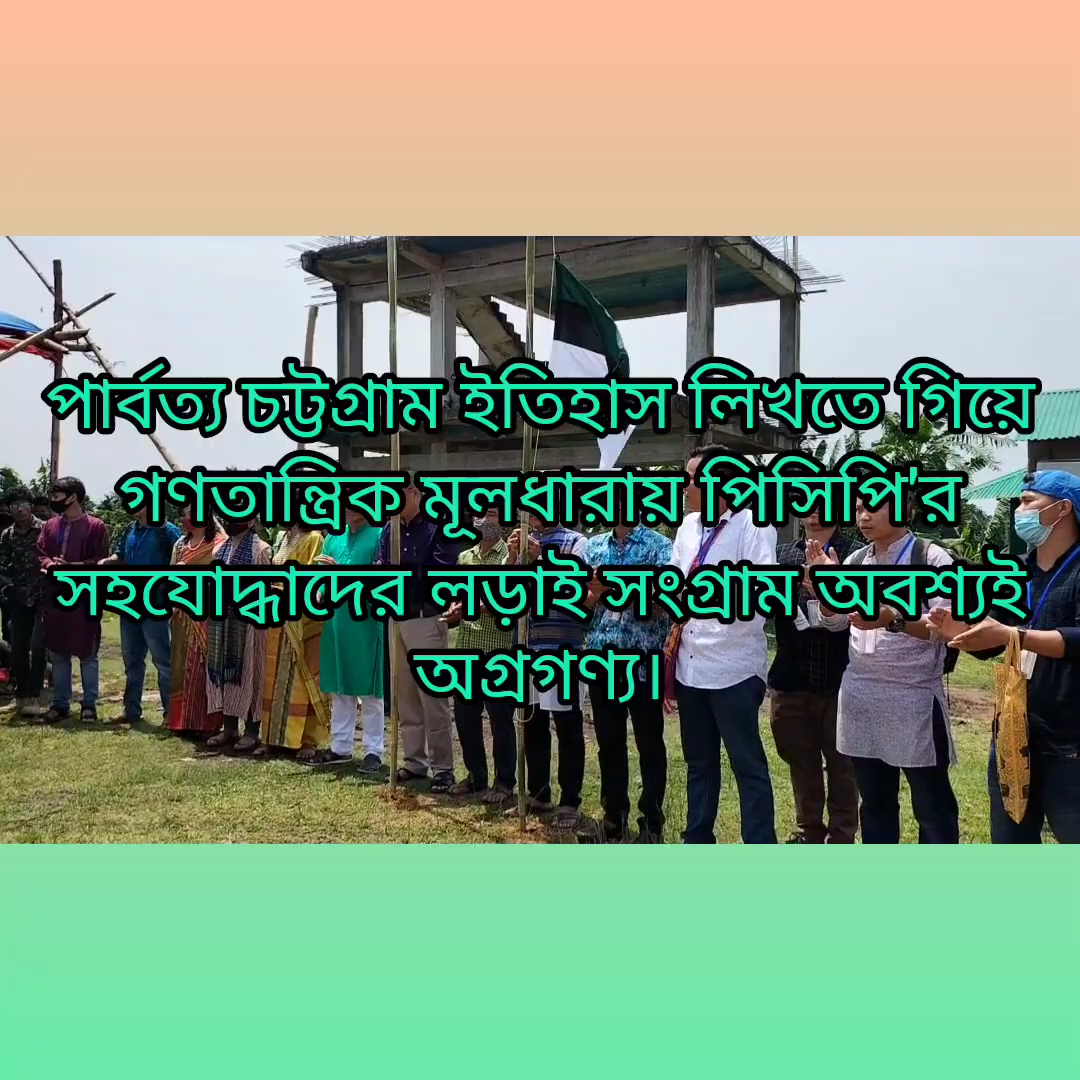 পার্বত্য চট্টগ্রাম ইতিহাস লিখতে গিয়ে
গণতান্ত্রিক মূলধারায় পিসিপি'র
সহযোদ্ধাদের লড়াই সংগ্রাম অবশ্যই
অগ্রগণ্য।